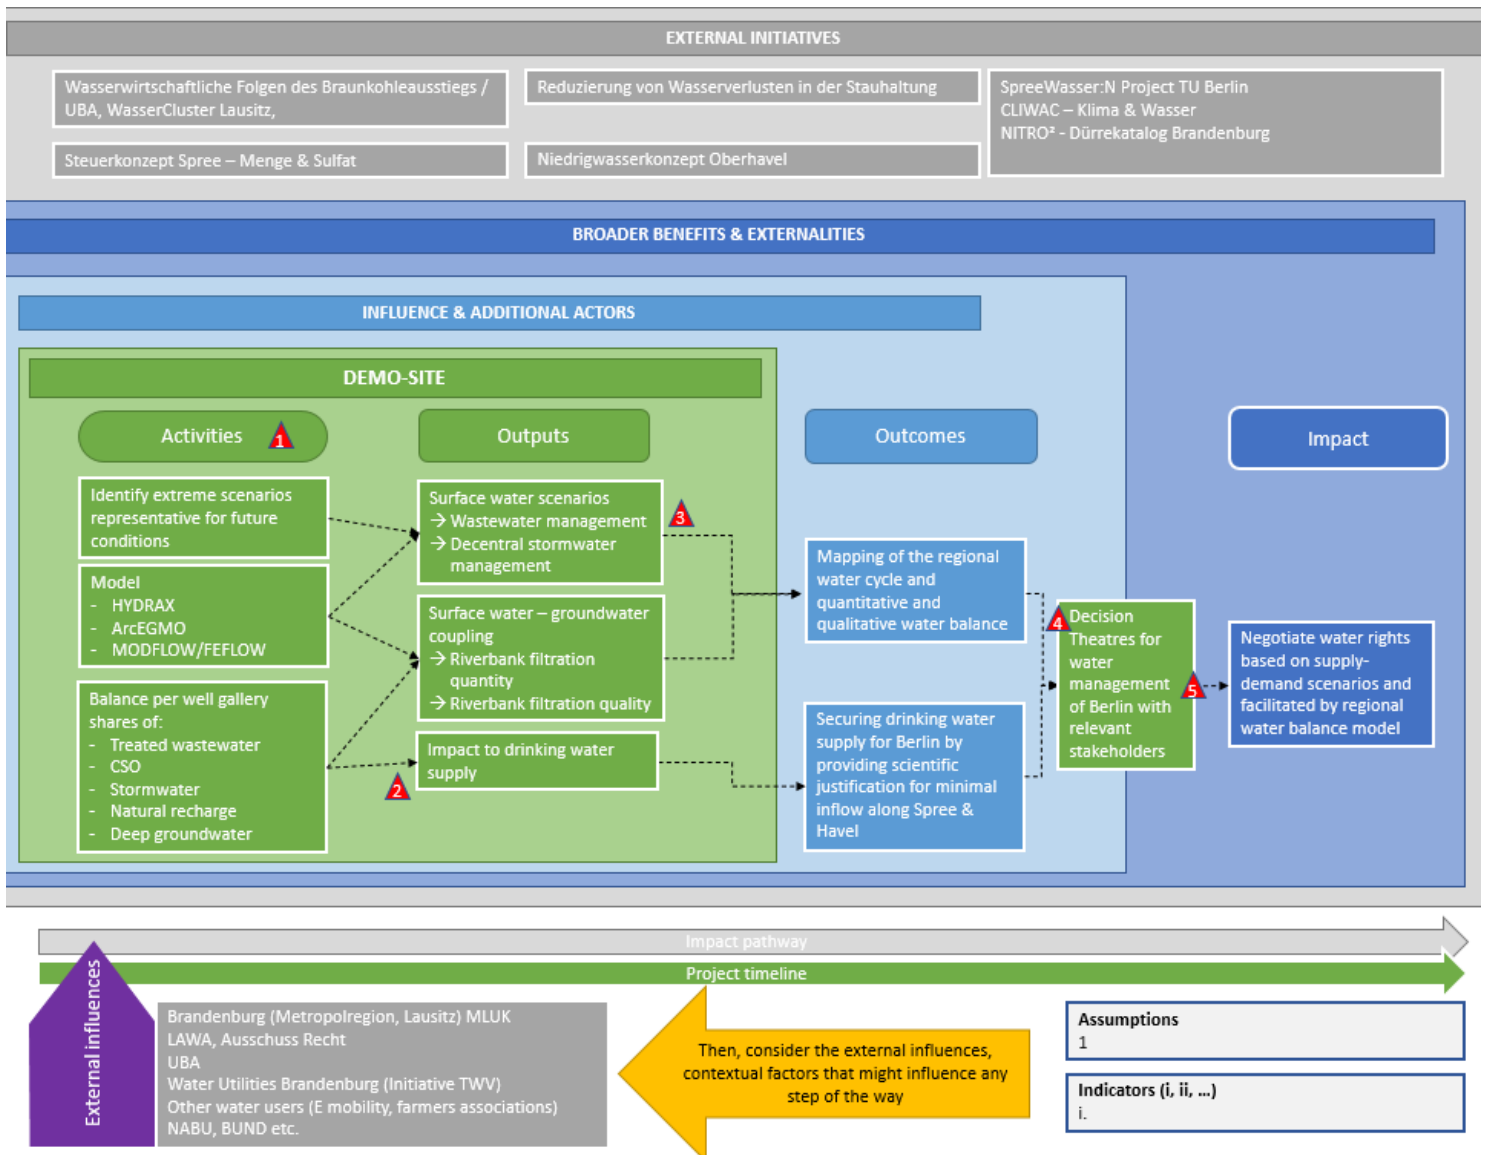 EXTERNAL INITIATIVES
Wasserwirtschaftliche Folgen des Braunkohleausstiegs /
UBA, WasserCluster Lausitz,
Reduzierung von Wasserverlusten in der Stauhaltung
SpreeWasser:N Project TU Berlin
CLIWAC – Klima & Wasser
NITRO² - Dürrekatalog Brandenburg
Steuerkonzept Spree – Menge & Sulfat
Niedrigwasserkonzept Oberhavel
BROADER BENEFITS & EXTERNALITIES
INFLUENCE & ADDITIONAL ACTORS
DEMO-SITE
Activities
1
Outputs
Outcomes
Impact
Identify extreme scenarios
representative for future
conditions
Model
- HYDRAX
- ArcEGMO
- MODFLOW/FEFLOW
Balance per well gallery
shares of:
- Treated wastewater
- CSO
- Stormwater
- Natural recharge
- Deep groundwater
Surface water scenarios
→ Wastewater management
→ Decentral stormwater
management
3
Surface water – groundwater
coupling
→ Riverbank filtration
quantity
→ Riverbank filtration quality
Impact to drinking water
supply
2
Mapping of the regional
water cycle and
quantitative and
qualitative water balance
Securing drinking water
supply for Berlin by
providing scientific
justification for minimal
inflow along Spree &
Havel
4
Decision
Theatres for
water
management
of Berlin with
relevant
stakeholders
5
Negotiate water rights
based on supply-
demand scenarios and
facilitated by regional
water balance model
Impact pathway
Project timeline
External influences
Brandenburg (Metropolregion, Lausitz) MLUK
LAWA, Ausschuss Recht
UBA
Water Utilities Brandenburg (Initiative TWV)
Other water users (E mobility, farmers associations)
NABU, BUND etc.
Then, consider the external influences,
contextual factors that might influence any
step of the way
Assumptions
1
Indicators (i, ii, …)
i.